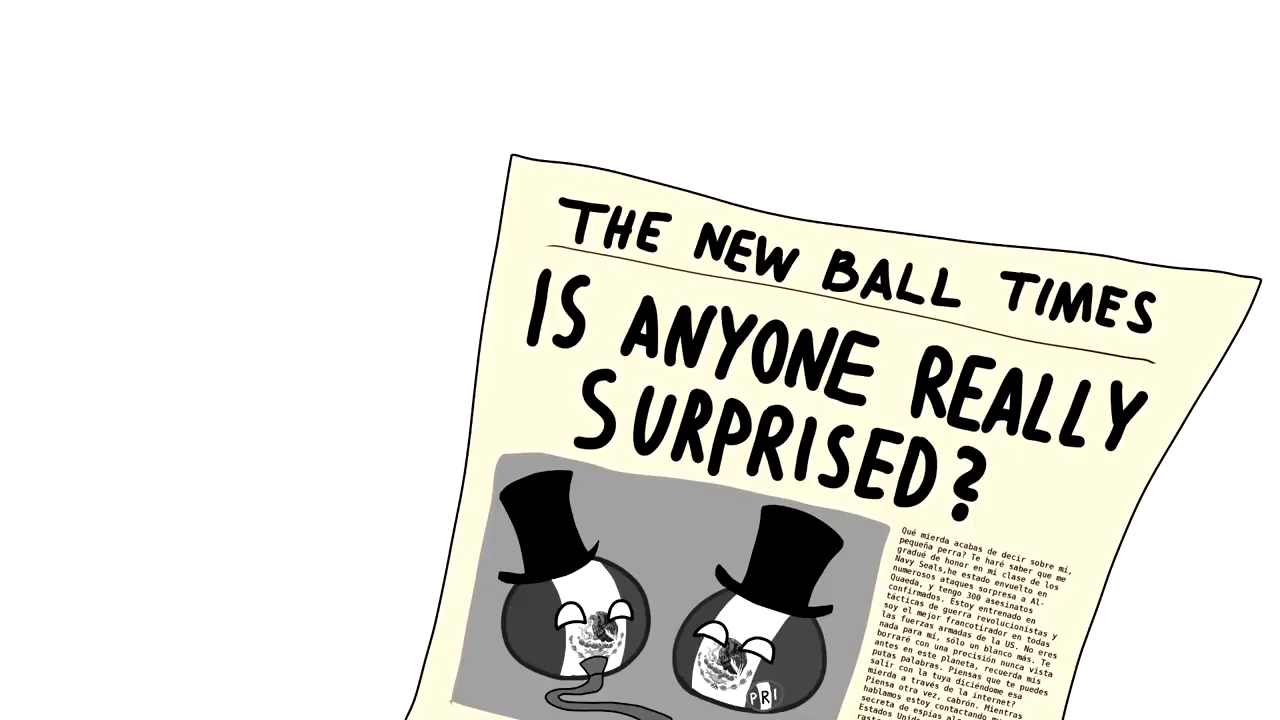 THE NEW BALL TIMES
IS ANYONE REALLY
SURPRISED?
Qué mierda acabas de decir sobre mí,
pequeña perra? Te haré saber que me
gradué de honor en mi clase de los
Navy Seals,he estado envuelto en
numerosos ataques sorpresa a Al-
Quaeda, y tengo 300 asesinatos
confirmados. Estoy entrenado en
tácticas de guerra revolucionistas y
soy el mejor francotirador en todas
las fuerzas armadas de la US. No eres
nada para mí, sólo un blanco más. Te
borraré con una precisión nunca vista
antes en este planeta, recuerda mis
putas palabras. Piensas que te puedes
salir con la tuya diciéndome esa
mierda a través de la internet?
Piensa otra vez, cabrón. Mientras
hablamos estoy contactando mi
secreta de espías
Estados
PRI